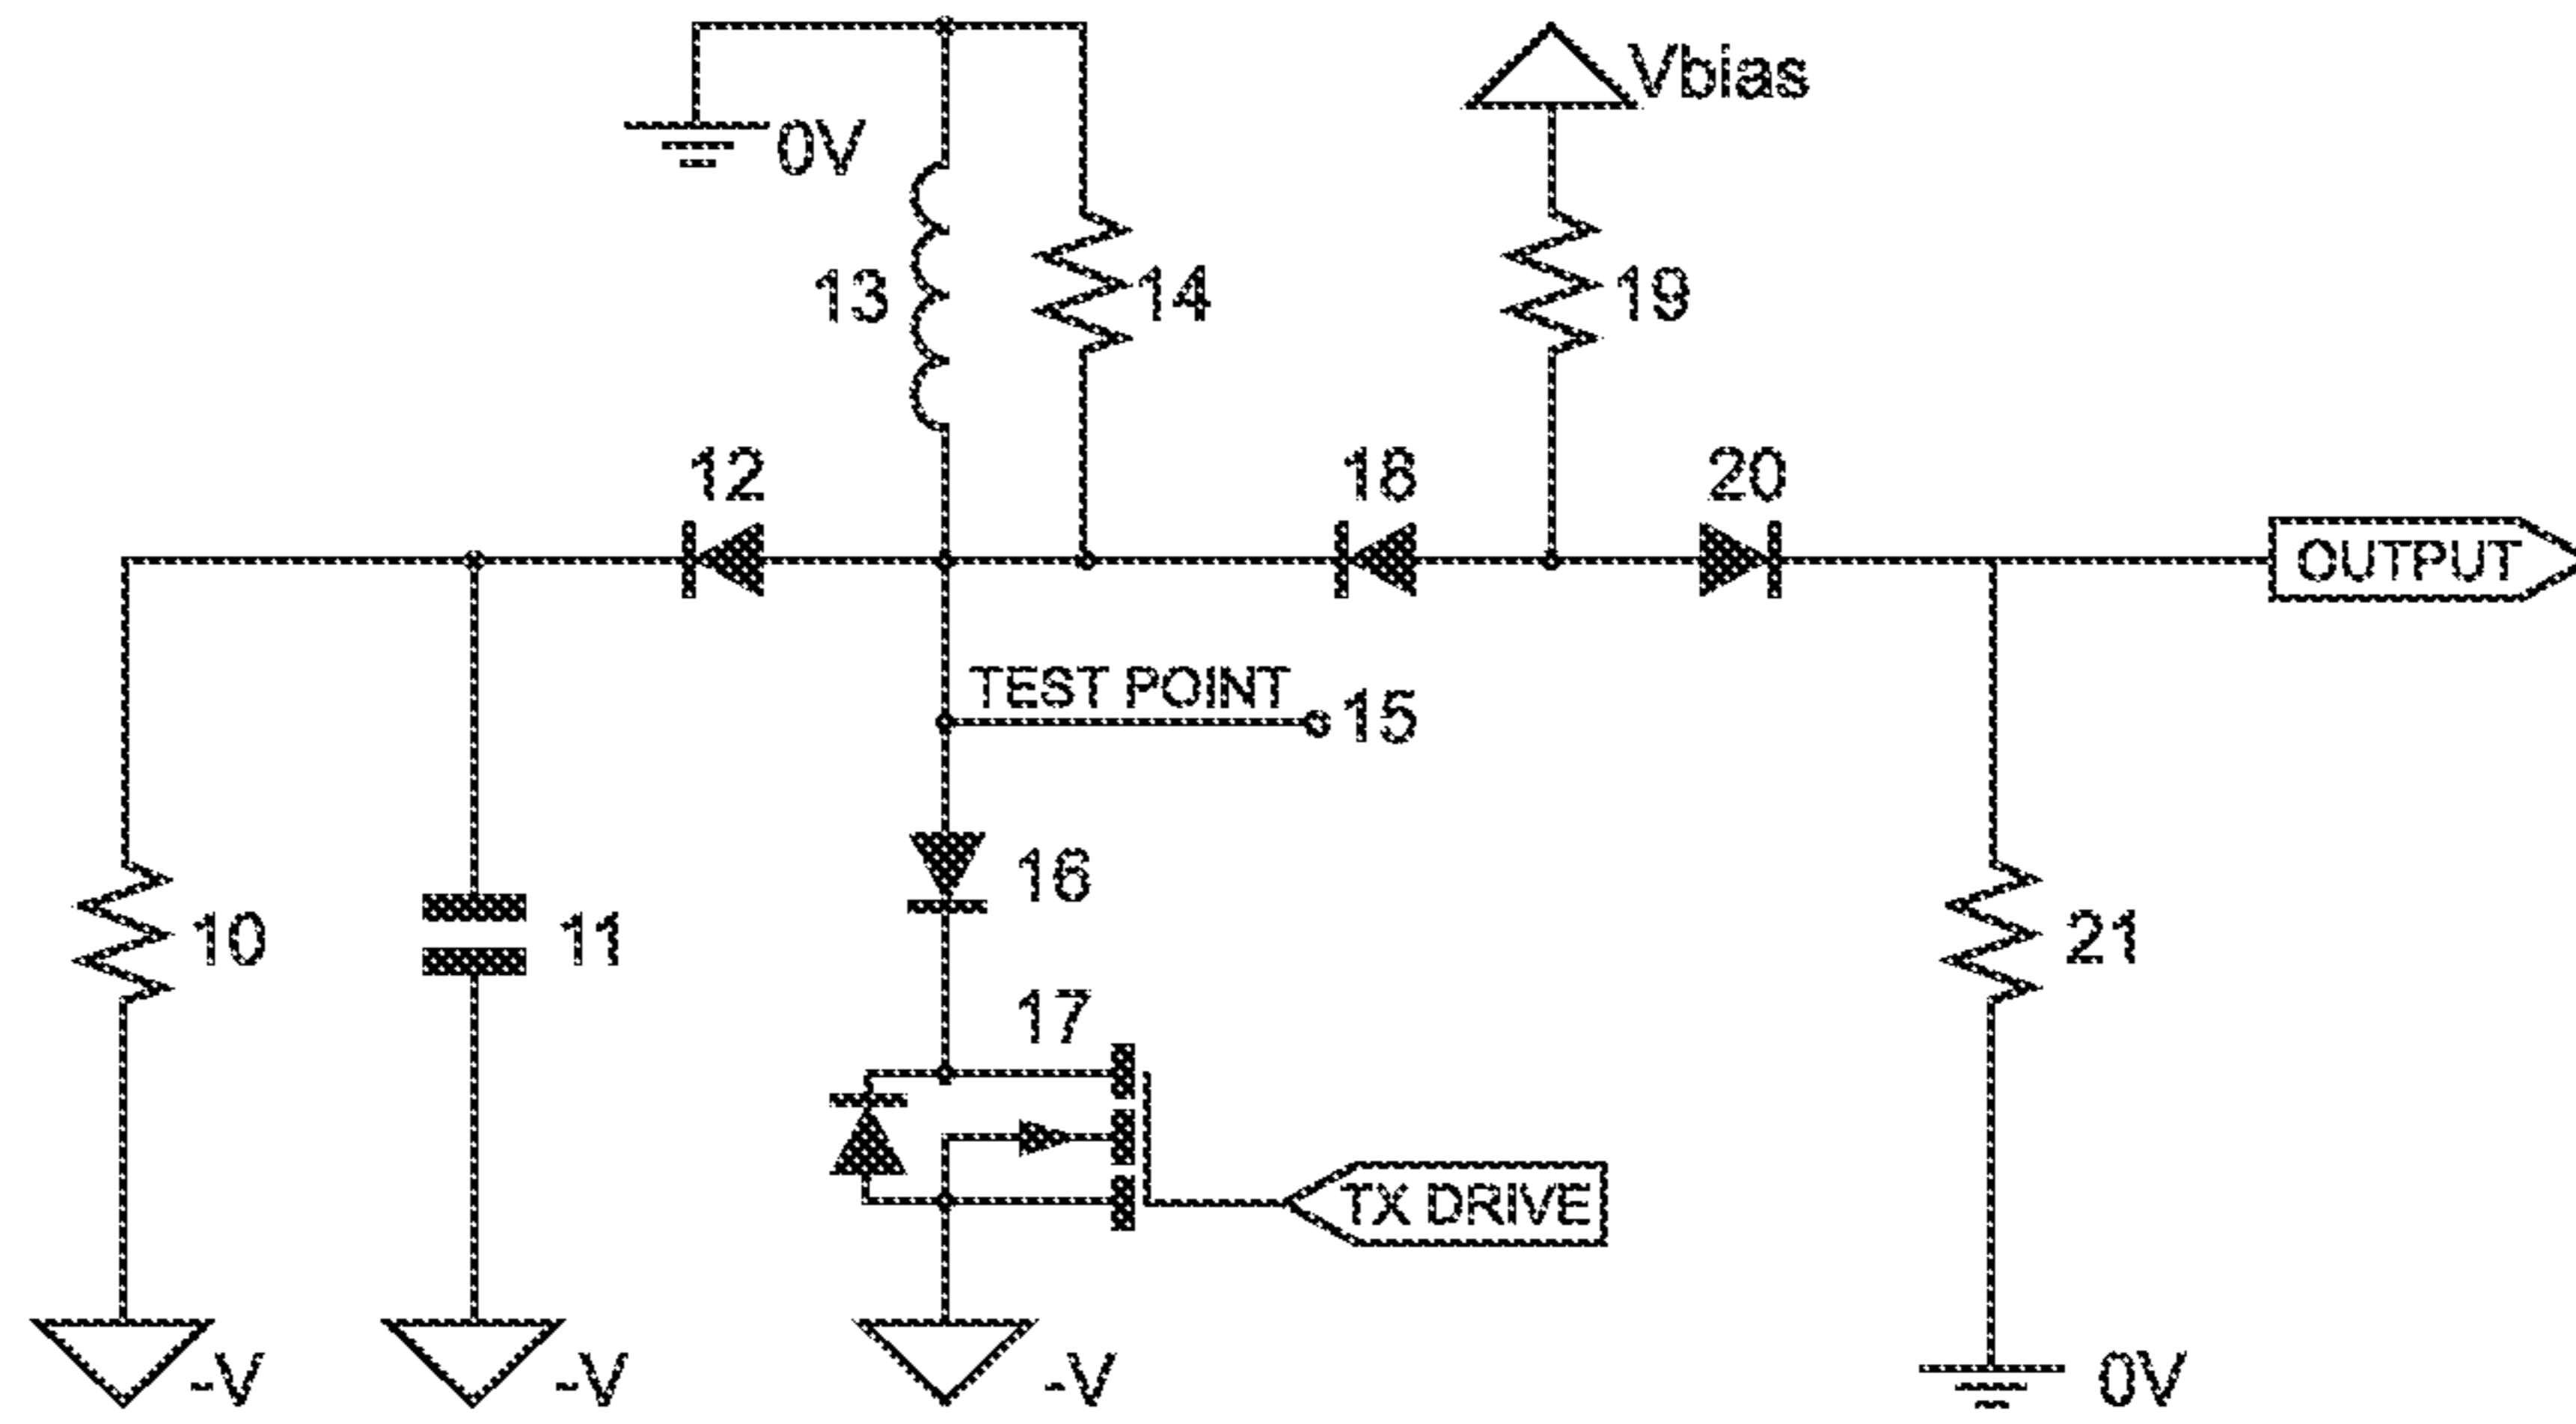 Vbias
0V
13
14
19
12
18
20
OUTPUT
TEST POINT
15
16
10
11
21
17
TX DRIVE
-V
-V
-V
0V